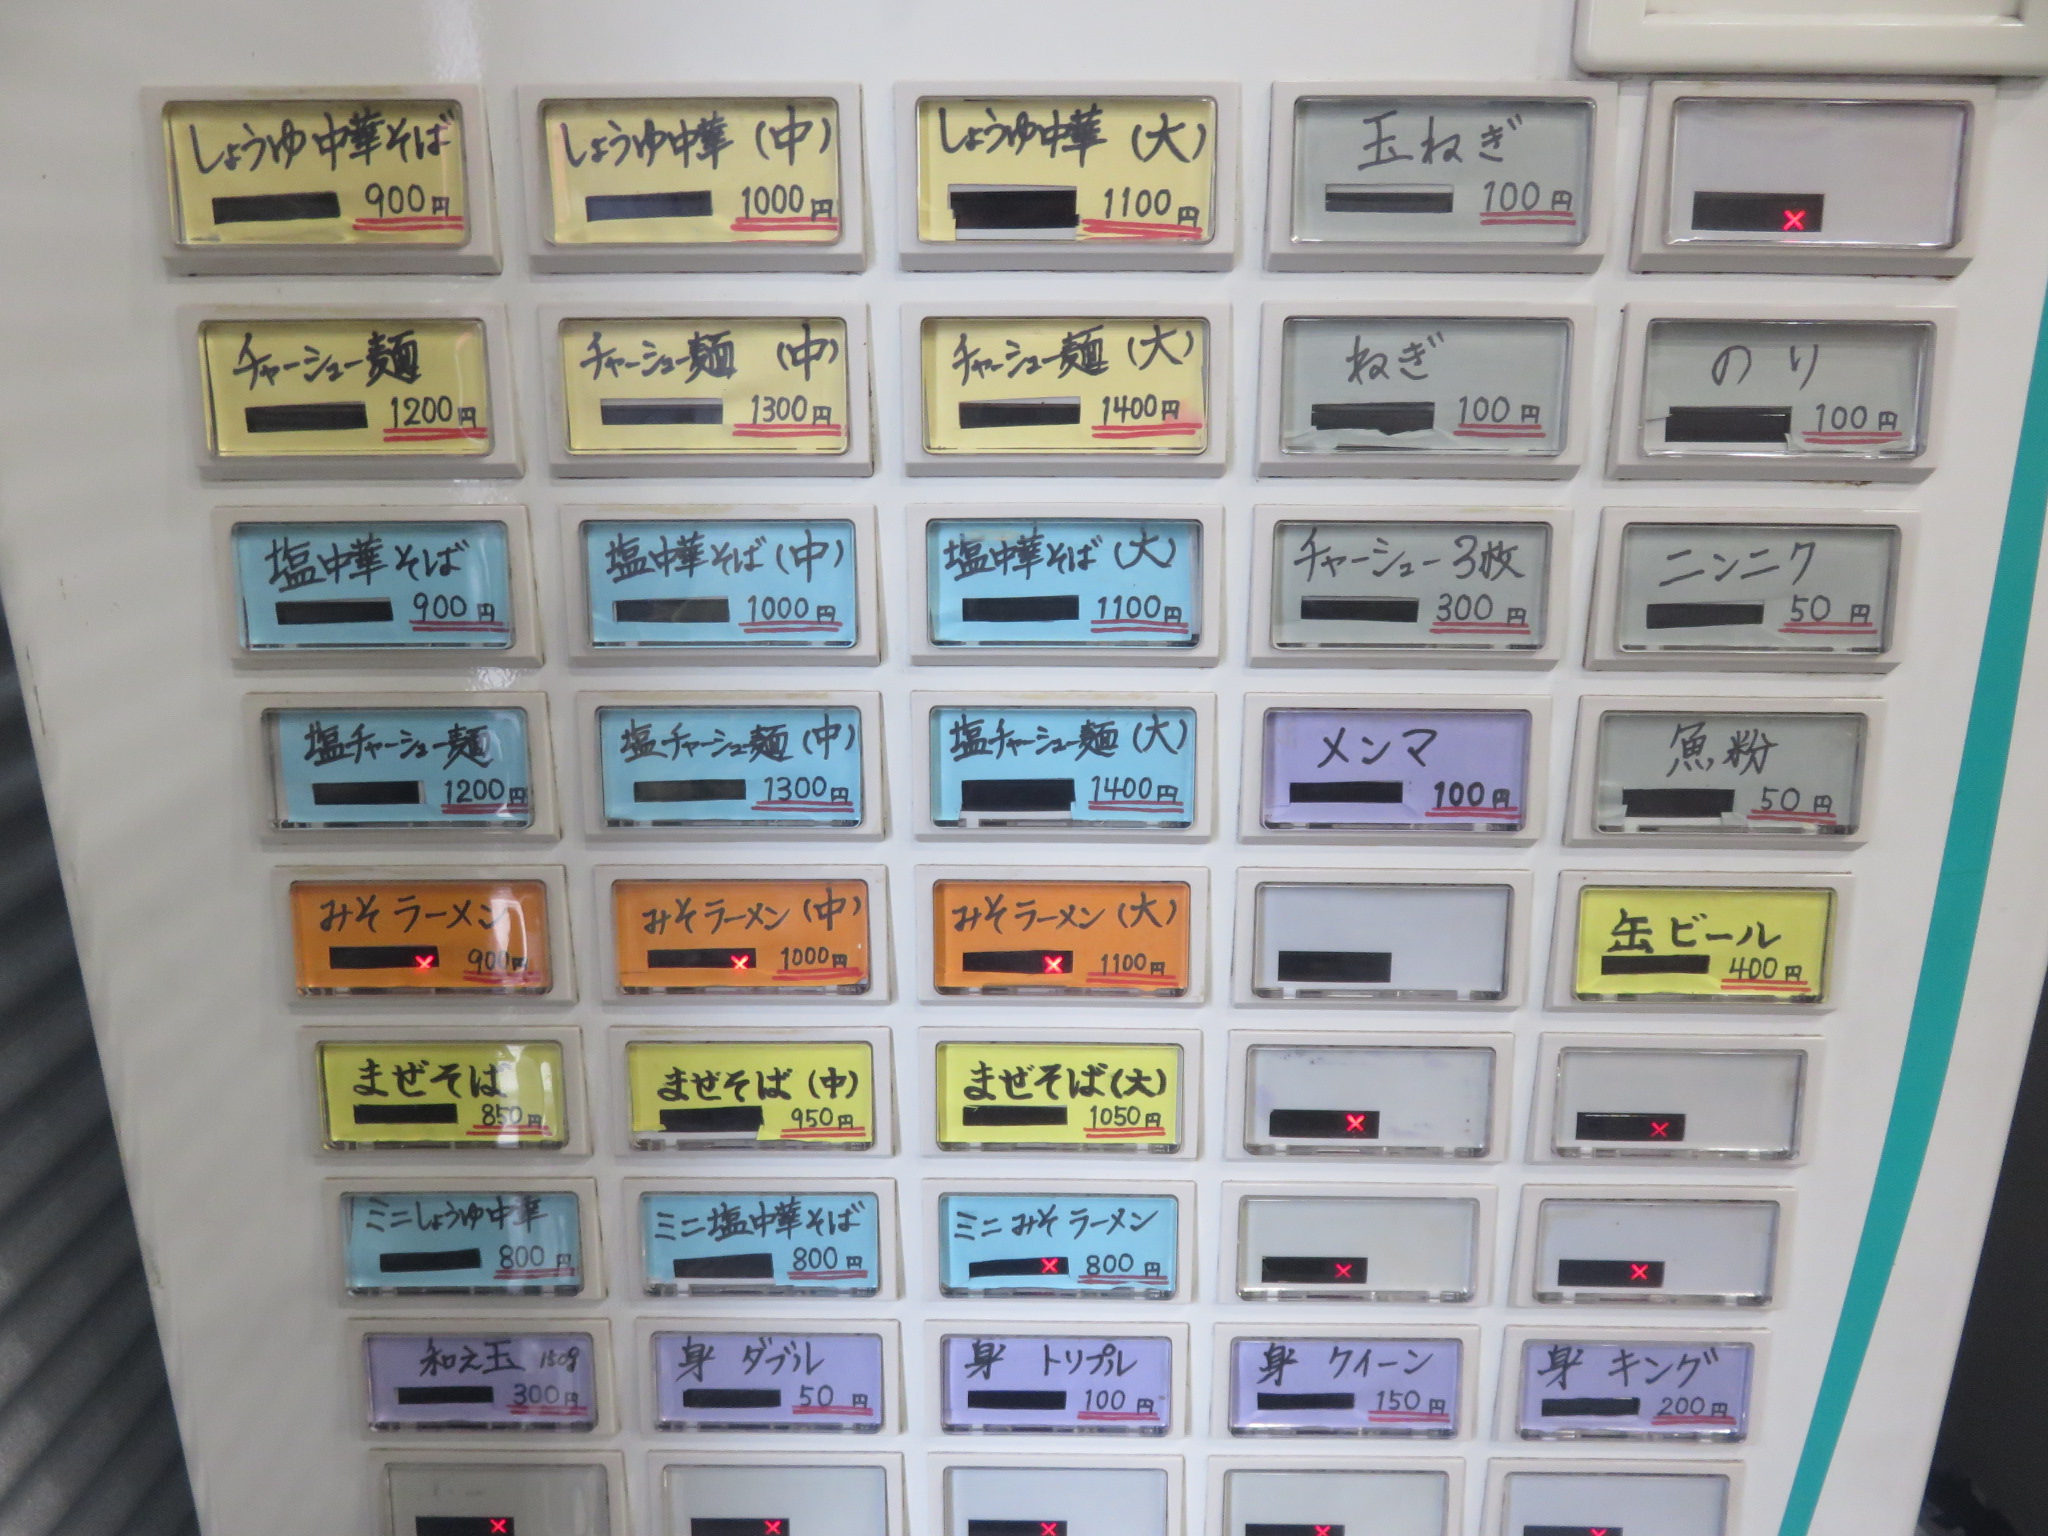 しょうゆ中華そば
900円
しょうゆ中華(中)
1000円
しょうゆ中華(大)
1100円
玉ねぎ
100円
×
チャーシュー麺
1200円
チャーシュー麺(中)
1300円
チャーシュー麺(大)
1400円
ねぎ
100円
のり
100円
塩中華そば
900円
塩中華そば(中)
1000円
塩中華そば(大)
1100円
チャーシュー3枚
300円
ニンニク
50円
塩チャーシュー麺
1200円
塩チャーシュー麺(中)
1300円
塩チャーシュー麺(大)
1400円
メンマ
100円
魚粉
50円
みそラーメン
× 900円
みそラーメン(中)
× 1000円
みそラーメン(大)
× 1100円
缶ビール
400円
まぜそば
850円
まぜそば(中)
950円
まぜそば(大)
1050円
×
×
ミニしょうゆ中華
800円
ミニ塩中華そば
800円
ミニみそラーメン
× 800円
×
×
和え玉 150g
300円
身 ダブル
50円
身 トリプル
100円
身 クイーン
150円
身 キング
200円
×
×
×
×
×